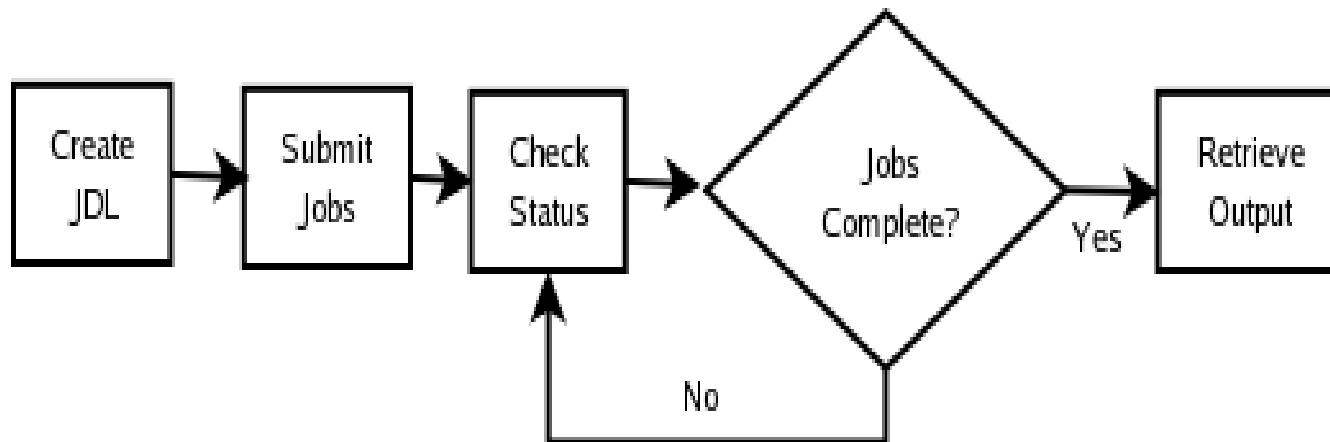 Create
JDL
Submit
Jobs
Check
Status
Jobs
Complete?
Yes
Retrieve
Output
No